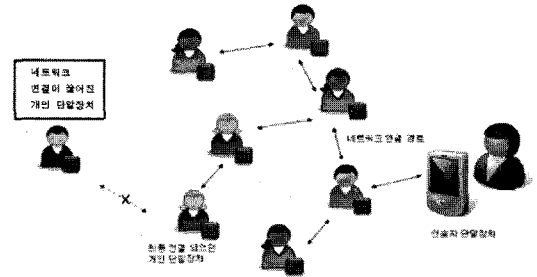 네트워크
연결이 끊어진
개인 단말장치
네트워크 연결 경로
최종 연결 되었던
개인 단말장치
인솔자 단말장치